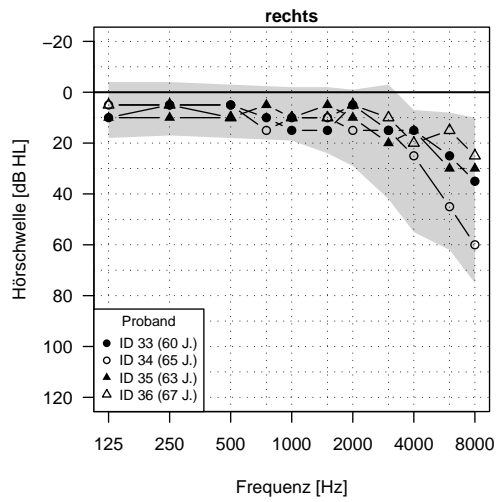 rechts
−20
0
20
40
60
80
100
120
Hörschwelle [dB HL]
Proband
ID 33 (60 J.)
ID 34 (65 J.)
ID 35 (63 J.)
ID 36 (67 J.)
125 250 500 1000 2000 4000 8000
Frequenz [Hz]